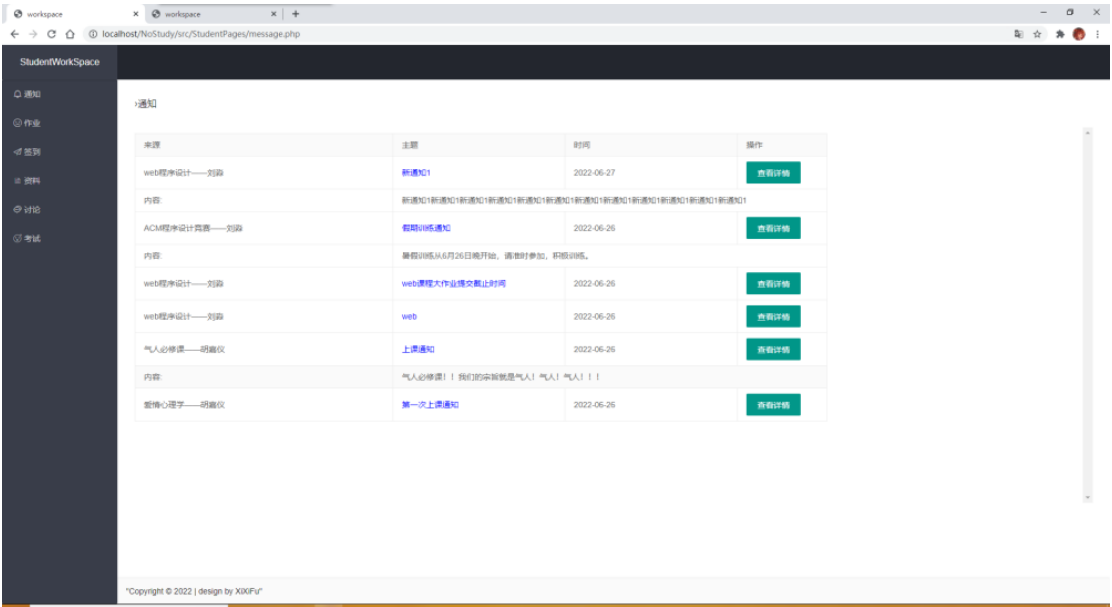 workspace
workspace
localhost/NoStudy/src/StudentPages/message.php
StudentWorkSpace
通知
作业
签到
资料
讨论
考试
›通知
来源 主题 时间 操作
web程序设计——刘淼 新通知1 2022-06-27 查看详情
内容: 新通知1新通知1新通知1新通知1新通知1新通知1新通知1新通知1新通知1新通知1新通知1
ACM程序设计竞赛——刘淼 假期训练通知 2022-06-26 查看详情
内容: 暑假训练从6月26日晚开始，请准时参加，积极训练。
web程序设计——刘淼 web课程大作业提交截止时间 2022-06-26 查看详情
web程序设计——刘淼 web 2022-06-26 查看详情
气人必修课——胡嘉仪 上课通知 2022-06-26 查看详情
内容: 气人必修课！！我们的宗旨就是气人！气人！气人！！！
爱情心理学——胡嘉仪 第一次上课通知 2022-06-26 查看详情
"Copyright © 2022 | design by XiXiFu"